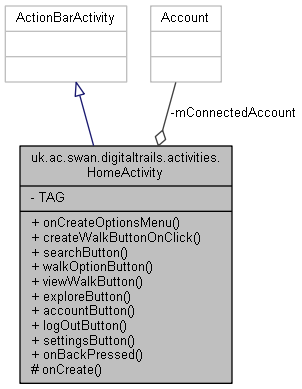 ActionBarActivity
Account
-mConnectedAccount
uk.ac.swan.digitaltrails.activities.
HomeActivity
- TAG
+ onCreateOptionsMenu()
+ createWalkButtonOnClick()
+ searchButton()
+ walkOptionButton()
+ viewWalkButton()
+ exploreButton()
+ accountButton()
+ logOutButton()
+ settingsButton()
+ onBackPressed()
# onCreate()